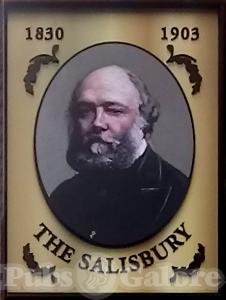 1830 1903
THE SALISBURY
Pubs Galore